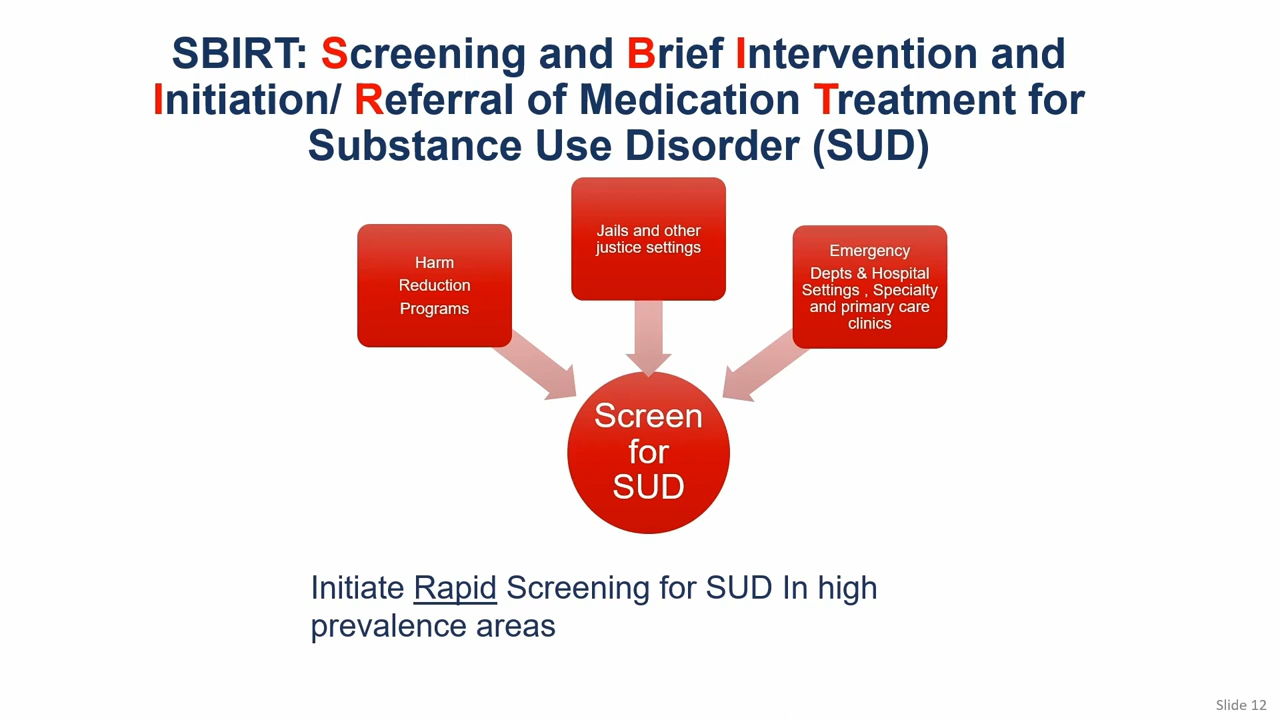 SBIRT: Screening and Brief Intervention and
Initiation/ Referral of Medication Treatment for
Substance Use Disorder (SUD)
Harm
Reduction
Programs
Jails and other
justice settings
Emergency
Depts & Hospital
Settings , Specialty
and primary care
clinics
Screen
for
SUD
Initiate Rapid Screening for SUD In high
prevalence areas
Slide 12